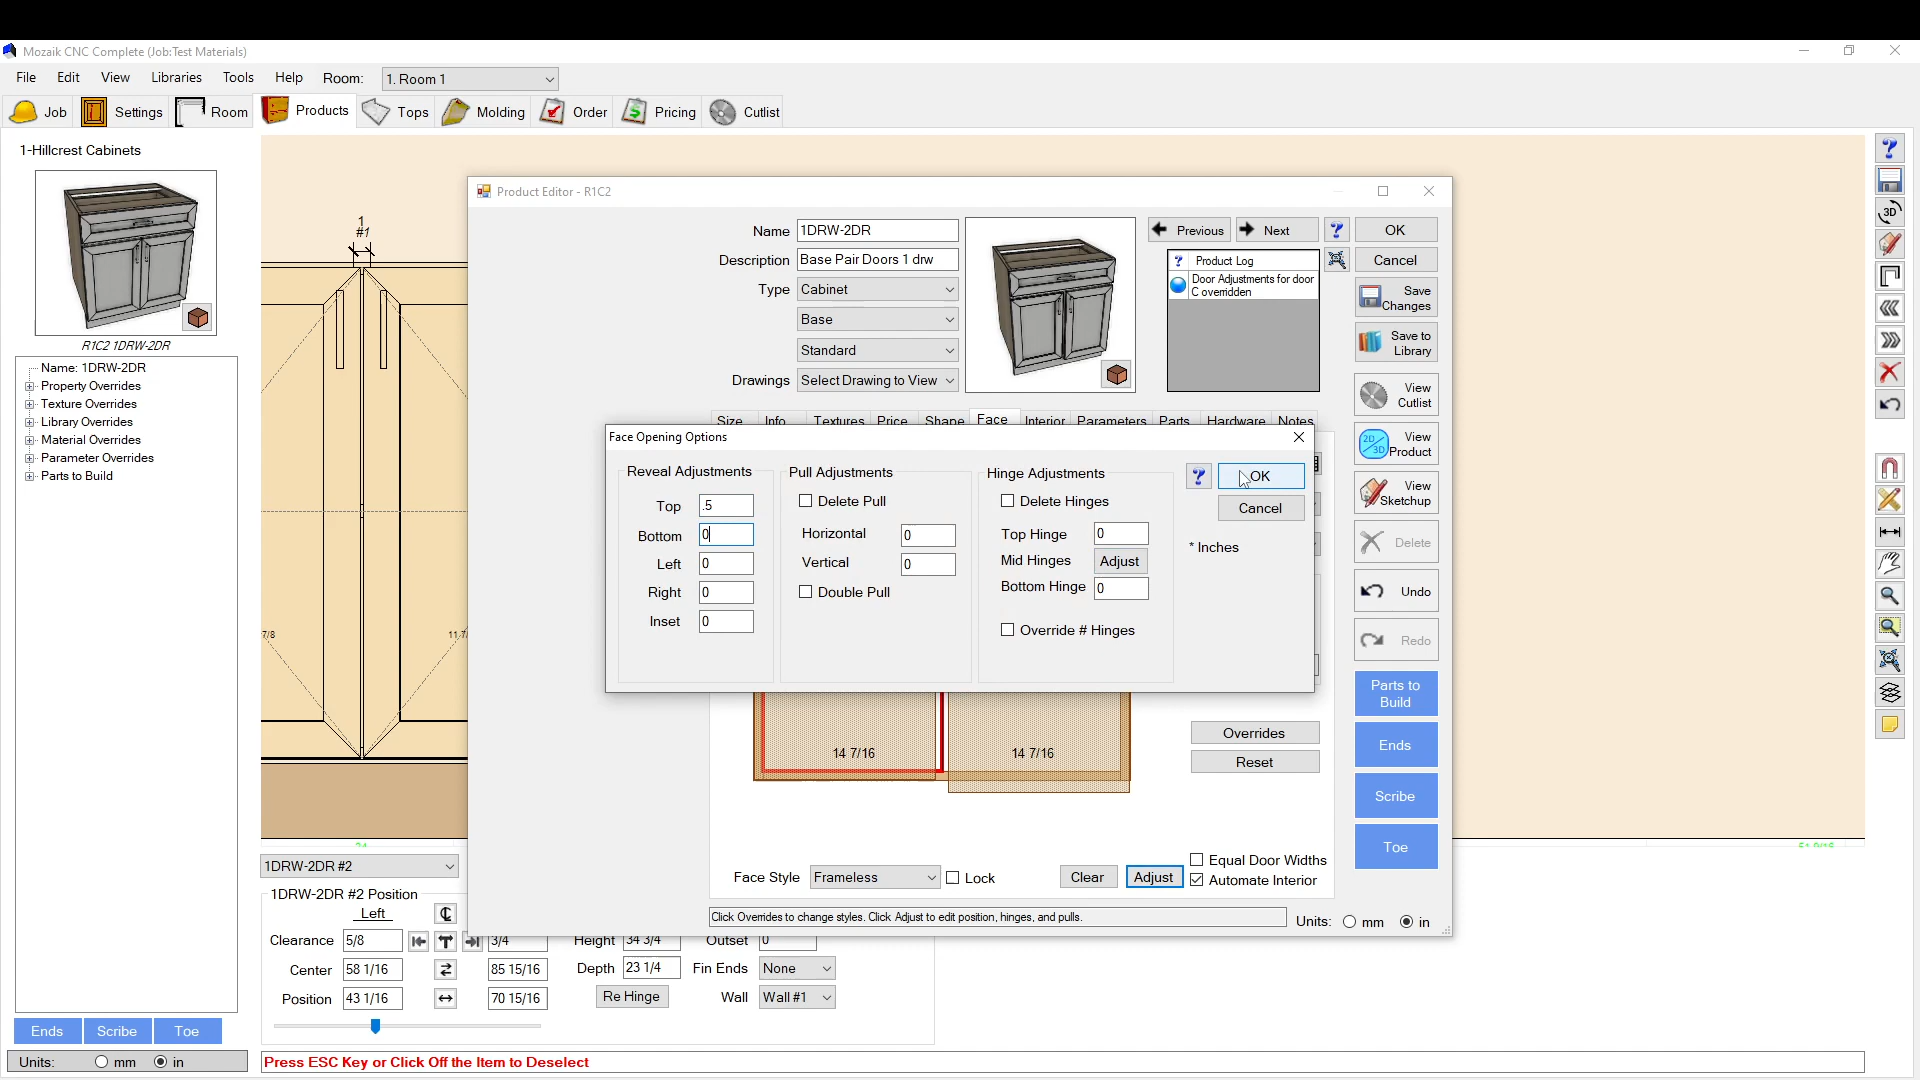 Mozaik CNC Complete (Job:Test Materials)
File Edit View Libraries Tools Help Room: 1. Room 1
Job Settings Room Products Tops Molding Order Pricing Cutlist
1-Hillcrest Cabinets
R1C2 1DRW-2DR
Name: 1DRW-2DR
Property Overrides
Texture Overrides
Library Overrides
Material Overrides
Parameter Overrides
Parts to Build
Ends Scribe Toe
Units: mm in
1
#1
7/8
11 7/
Product Editor - R1C2
Name 1DRW-2DR
Description Base Pair Doors 1 drw
Type Cabinet
Base
Standard
Drawings Select Drawing to View
Previous Next ? OK
? Product Log
Door Adjustments for door
C overridden
Cancel
Save
Changes
Save to
Library
View
Cutlist
2D/3D View
Product
View
Sketchup
Delete
Undo
Redo
Parts to
Build
Ends
Scribe
Toe
Size Info Textures Price Shape Face Interior Parameters Parts Hardware Notes
Face Opening Options
Reveal Adjustments
Top .5
Bottom 0
Left 0
Right 0
Inset 0
Pull Adjustments
Delete Pull
Horizontal 0
Vertical 0
Double Pull
Hinge Adjustments
Delete Hinges
Top Hinge 0
Mid Hinges Adjust
Bottom Hinge 0
Override # Hinges
? OK
Cancel
* Inches
14 7/16 14 7/16
Overrides
Reset
Face Style Frameless Lock Clear Adjust
Equal Door Widths
Automate Interior
Click Overrides to change styles. Click Adjust to edit position, hinges, and pulls.
Units: mm in
1DRW-2DR #2
1DRW-2DR #2 Position
Left
Clearance 5/8 3/4
Center 58 1/16 85 15/16
Position 43 1/16 70 15/16
Height 34 3/4 Outset 0
Depth 23 1/4 Fin Ends None
Re Hinge Wall Wall #1
Press ESC Key or Click Off the Item to Deselect
?
3D